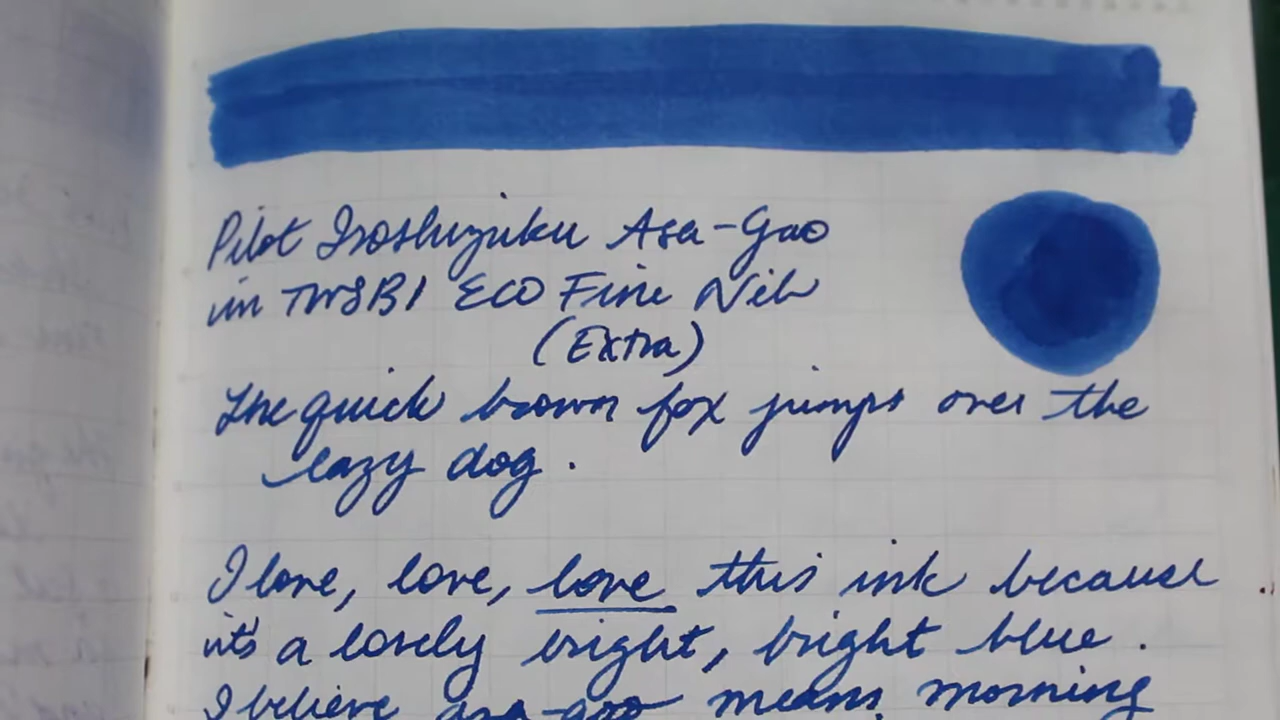 Pilot Iroshizuku Asa-Gao
in TWSBI ECO Fine Nib
(Extra)
The quick brown fox jumps over the
lazy dog.
I love, love, love this ink because
it's a lovely bright, bright blue.
I believe asa-gao means morning